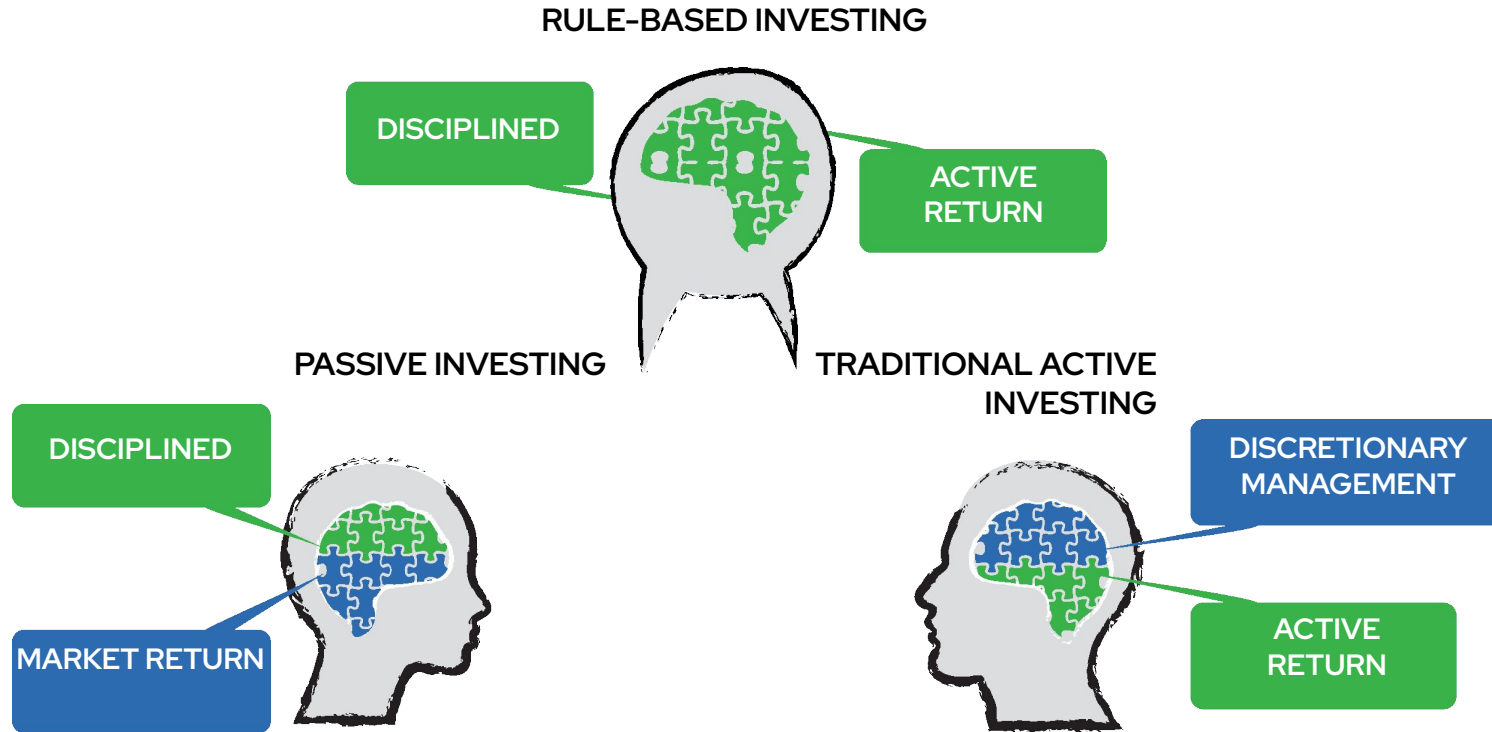 RULE-BASED INVESTING
DISCIPLINED
ACTIVE
RETURN
PASSIVE INVESTING
TRADITIONAL ACTIVE
INVESTING
DISCIPLINED
MARKET RETURN
DISCRETIONARY
MANAGEMENT
ACTIVE
RETURN